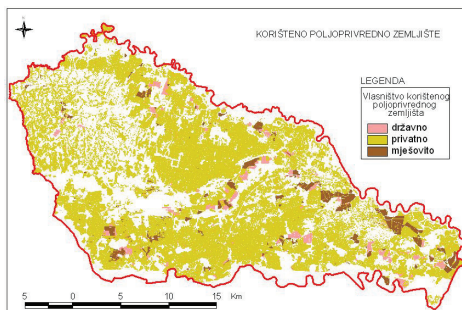 KORIŠTENO POLJOPRIVREDNO ZEMLJIŠTE
LEGENDA
Vlasništvo korištenog
poljoprivrednog
zemljišta
državno
privatno
mješovito
5 0 5 10 15 Km